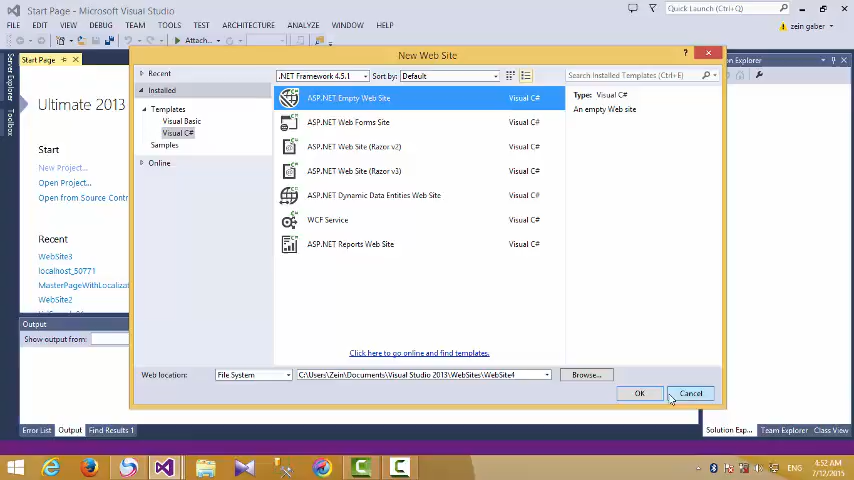 Start Page - Microsoft Visual Studio
Quick Launch (Ctrl+Q)
FILE EDIT VIEW DEBUG TEAM TOOLS TEST ARCHITECTURE ANALYZE WINDOW HELP
zein gaber
Attach...
Start Page
New Web Site
Explorer
Server Explorer
Toolbox
Ultimate 2013
Start
New Project...
Open Project...
Open from Source Contr
Recent
WebSite3
localhost_50771
MasterPageWithLocalizat
WebSite2
Recent
Installed
Templates
Visual Basic
Visual C#
Samples
Online
.NET Framework 4.5.1
Sort by: Default
Search Installed Templates (Ctrl+E)
ASP.NET Empty Web Site Visual C#
ASP.NET Web Forms Site Visual C#
ASP.NET Web Site (Razor v2) Visual C#
ASP.NET Web Site (Razor v3) Visual C#
ASP.NET Dynamic Data Entities Web Site Visual C#
WCF Service Visual C#
ASP.NET Reports Web Site Visual C#
Type: Visual C#
An empty Web site
Click here to go online and find templates.
Web location: File System C:\Users\Zein\Documents\Visual Studio 2013\WebSites\WebSite4 Browse...
OK Cancel
Output
Show output from:
Error List Output Find Results 1
Solution Exp... Team Explorer Class View
ENG
4:52 AM
7/12/2015